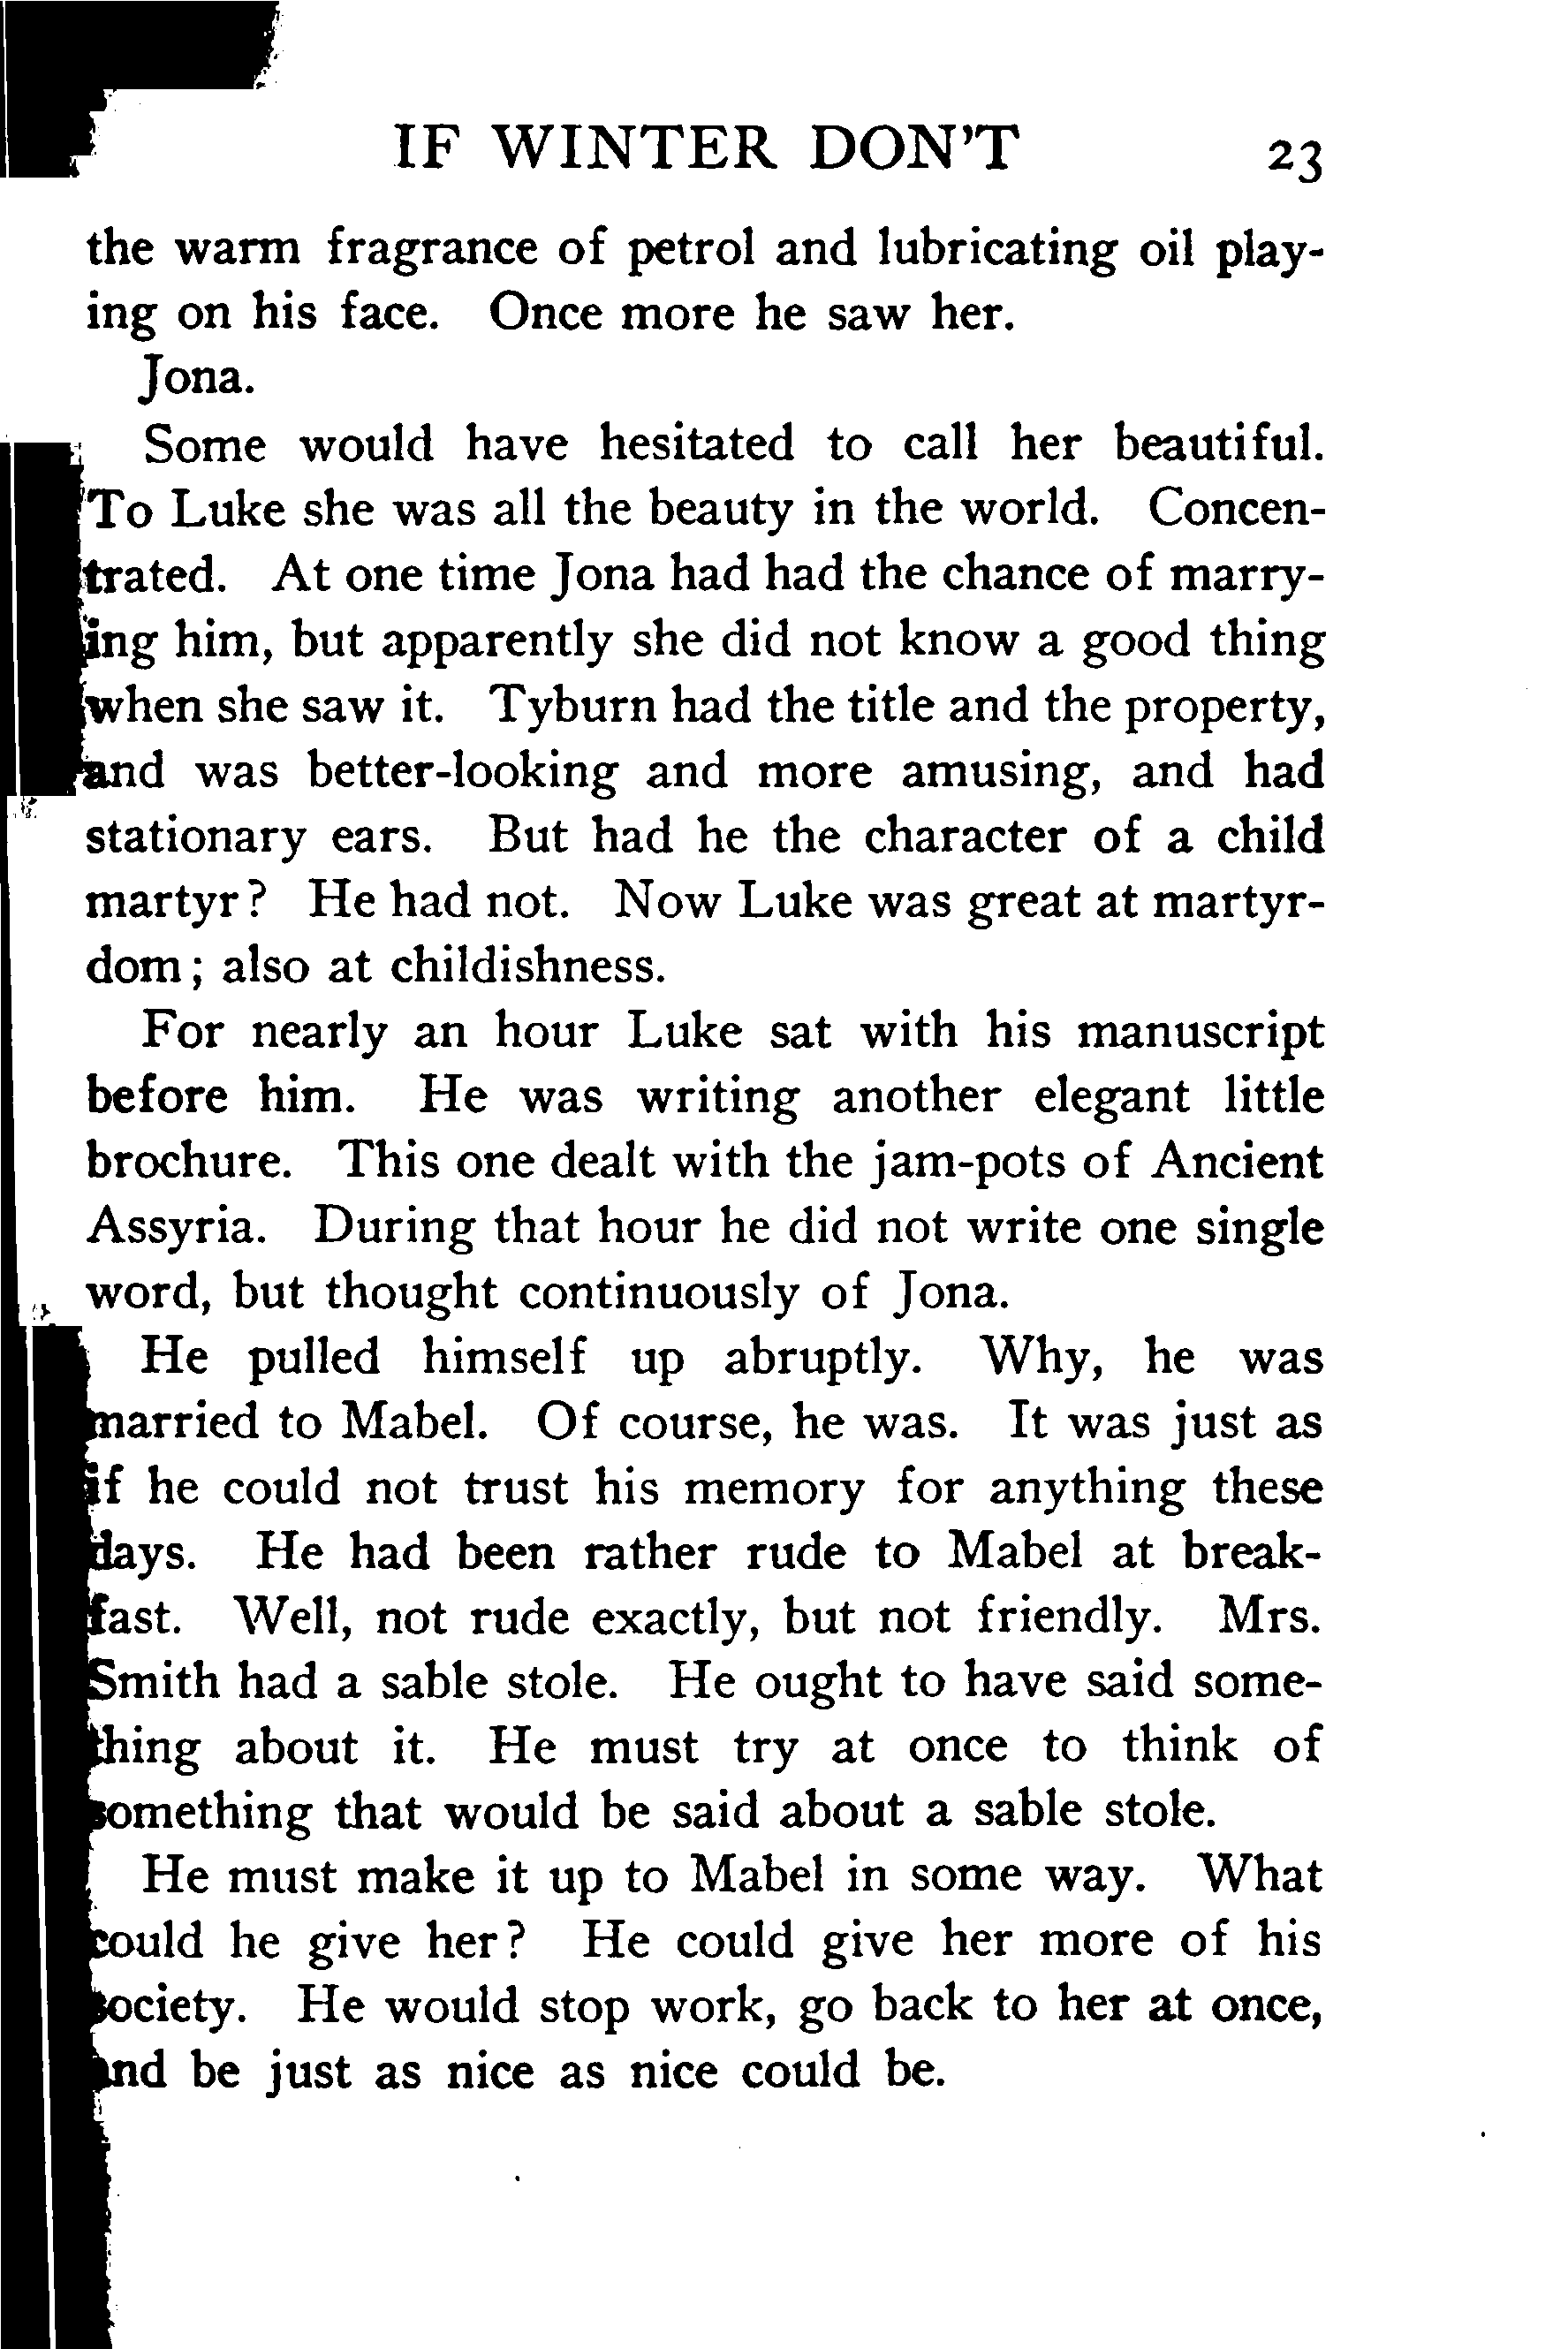 IF WINTER DON'T 23
the warm fragrance of petrol and lubricating oil play-
ing on his face. Once more he saw her.
Jona.
Some would have hesitated to call her beautiful.
To Luke she was all the beauty in the world. Concen-
trated. At one time Jona had had the chance of marry-
ing him, but apparently she did not know a good thing
when she saw it. Tyburn had the title and the property,
and was better-looking and more amusing, and had
stationary ears. But had he the character of a child
martyr? He had not. Now Luke was great at martyr-
dom; also at childishness.
For nearly an hour Luke sat with his manuscript
before him. He was writing another elegant little
brochure. This one dealt with the jam-pots of Ancient
Assyria. During that hour he did not write one single
word, but thought continuously of Jona.
He pulled himself up abruptly. Why, he was
married to Mabel. Of course, he was. It was just as
if he could not trust his memory for anything these
days. He had been rather rude to Mabel at break-
fast. Well, not rude exactly, but not friendly. Mrs.
Smith had a sable stole. He ought to have said some-
thing about it. He must try at once to think of
something that would be said about a sable stole.
He must make it up to Mabel in some way. What
could he give her? He could give her more of his
society. He would stop work, go back to her at once,
and be just as nice as nice could be.